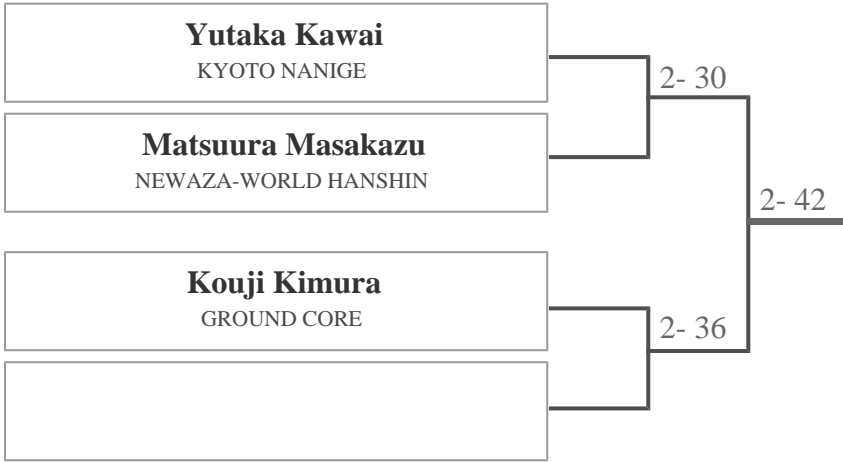 Yutaka Kawai
KYOTO NANIGE
2- 30
Matsuura Masakazu
NEWAZA-WORLD HANSHIN
2- 42
Kouji Kimura
GROUND CORE
2- 36